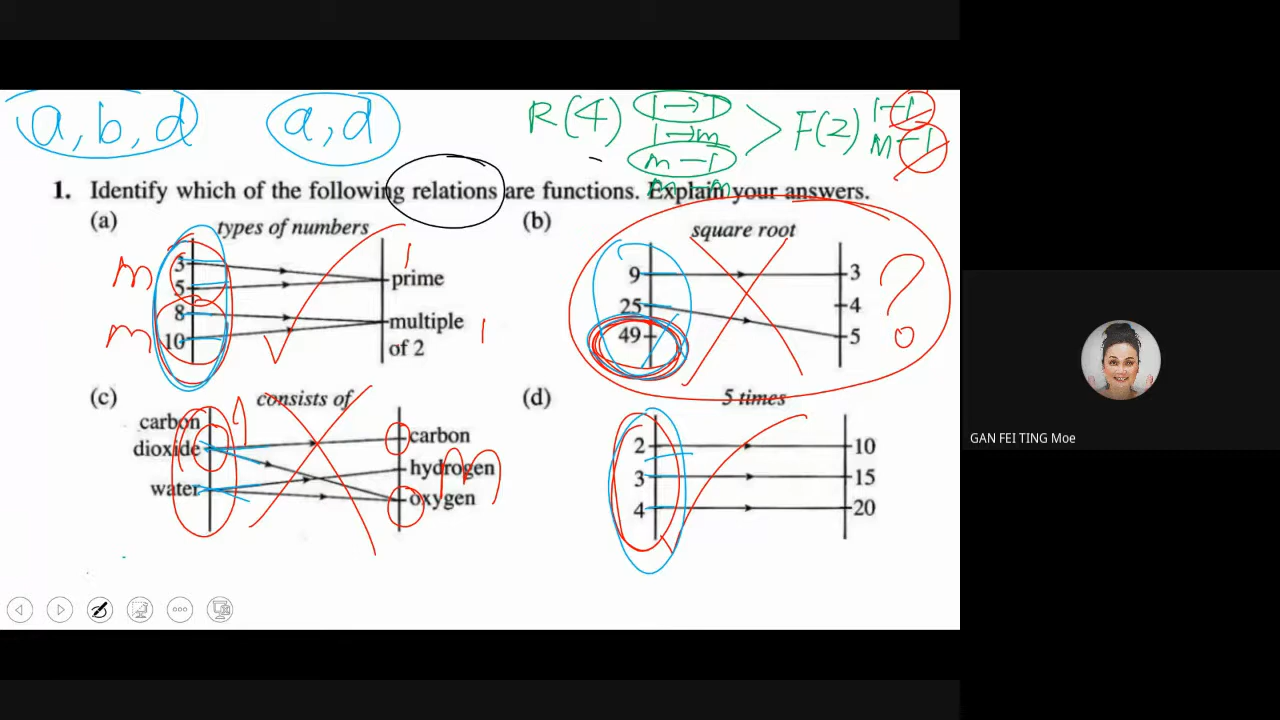 a, b, d
a, d
R(4) 1→1
1→m
m-1
m-m
> F(2) 1-1
M-1
1. Identify which of the following relations are functions. Explain your answers.
(a)
types of numbers
3
5
8
10
prime
multiple
of 2
m
m
1
1
(b)
square root
9
25
49
3
4
5
?
(c)
consists of
carbon
dioxide
water
carbon
hydrogen
oxygen
1
m
(d)
5 times
2
3
4
10
15
20
GAN FEI TING Moe